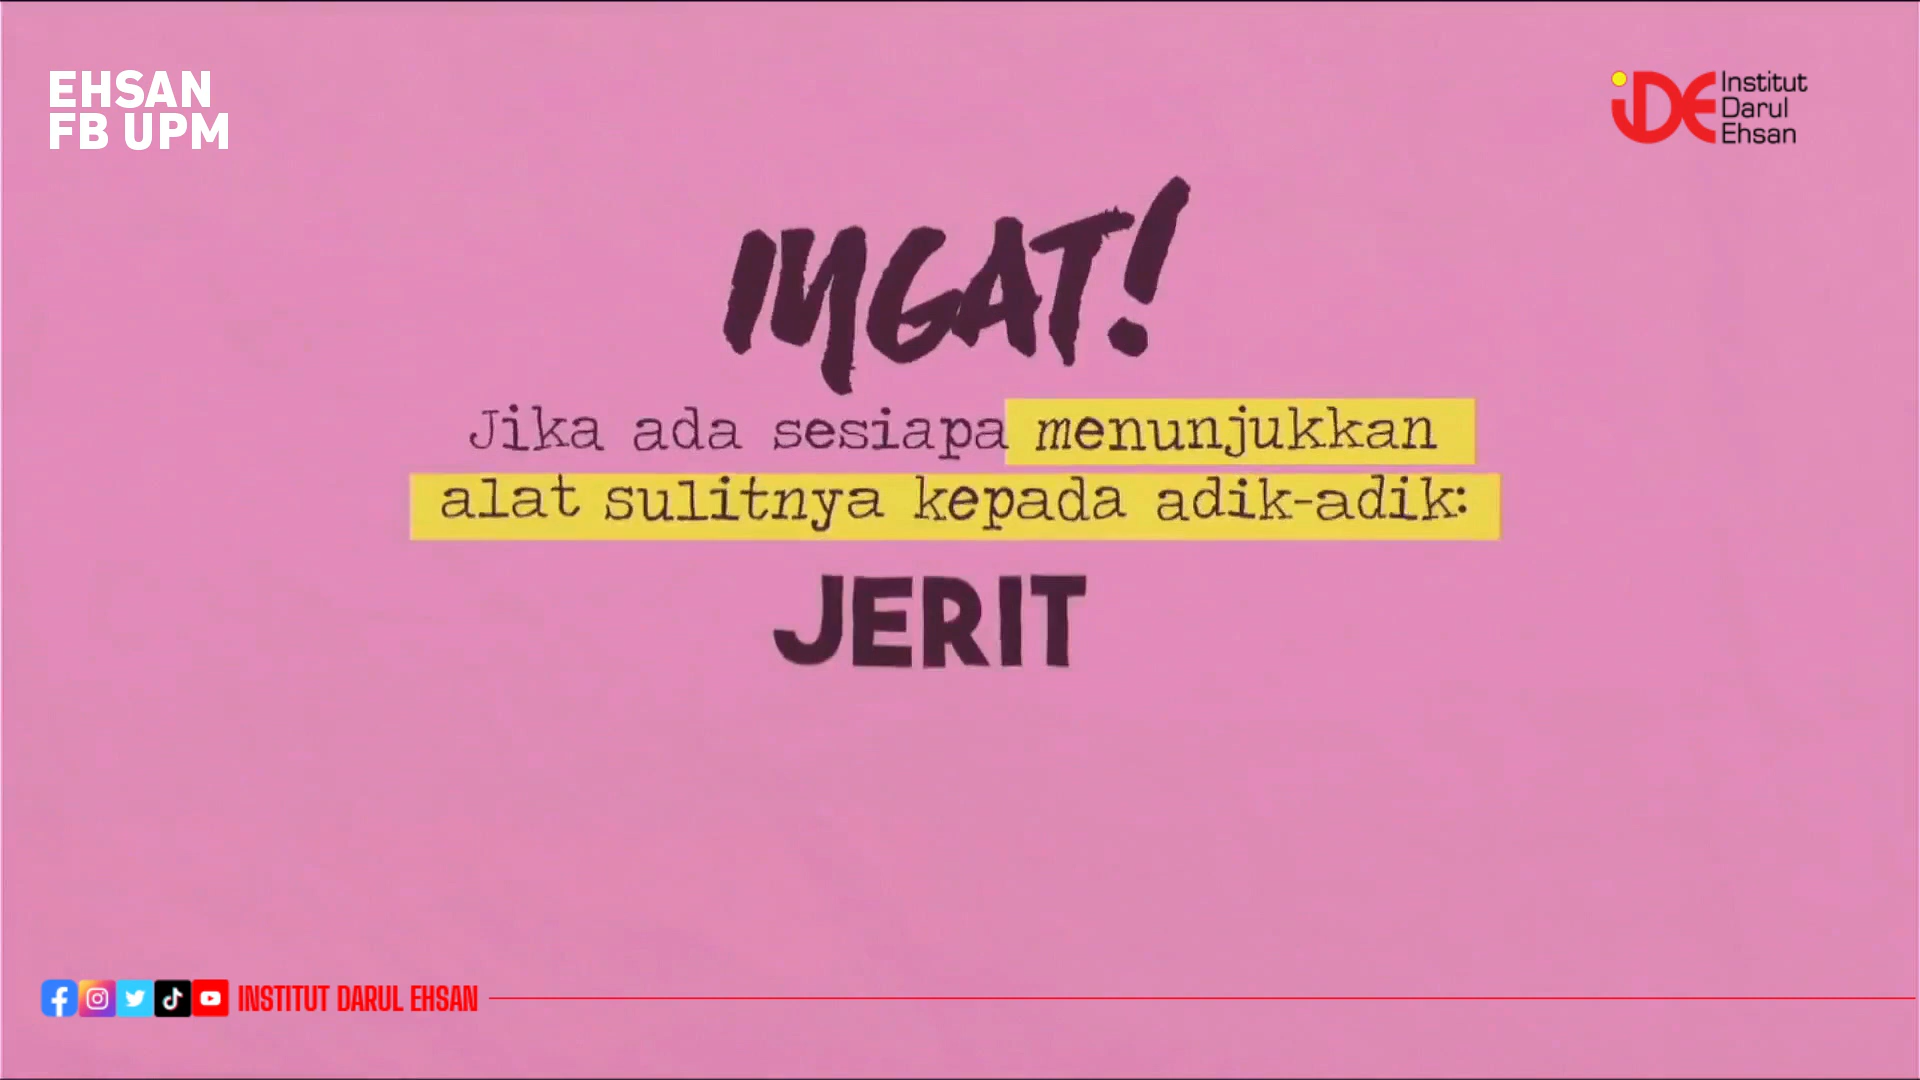 EHSAN
FB UPM
iDE Institut
Darul
Ehsan
INGAT!
Jika ada sesiapa menunjukkan
alat sulitnya kepada adik-adik:
JERIT
INSTITUT DARUL EHSAN